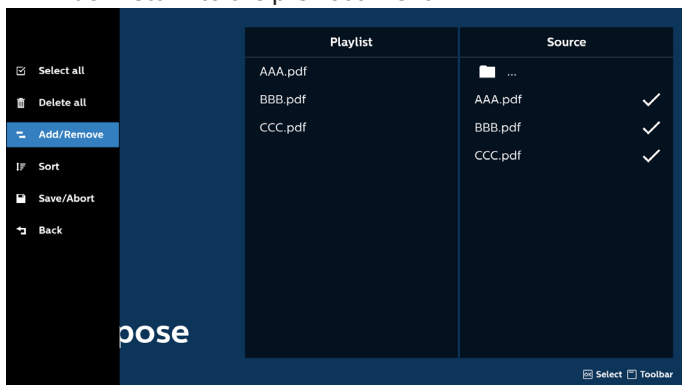 Playlist
Source
Select all
Delete all
Add/Remove
Sort
Save/Abort
Back
AAA.pdf
BBB.pdf
CCC.pdf
...
AAA.pdf
BBB.pdf
CCC.pdf
pose
OK Select Toolbar